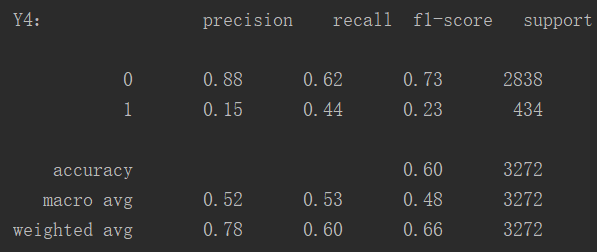 Y4:              precision    recall  f1-score   support

           0       0.88      0.62      0.73      2838
           1       0.15      0.44      0.23       434

    accuracy                           0.60      3272
   macro avg       0.52      0.53      0.48      3272
weighted avg       0.78      0.60      0.66      3272